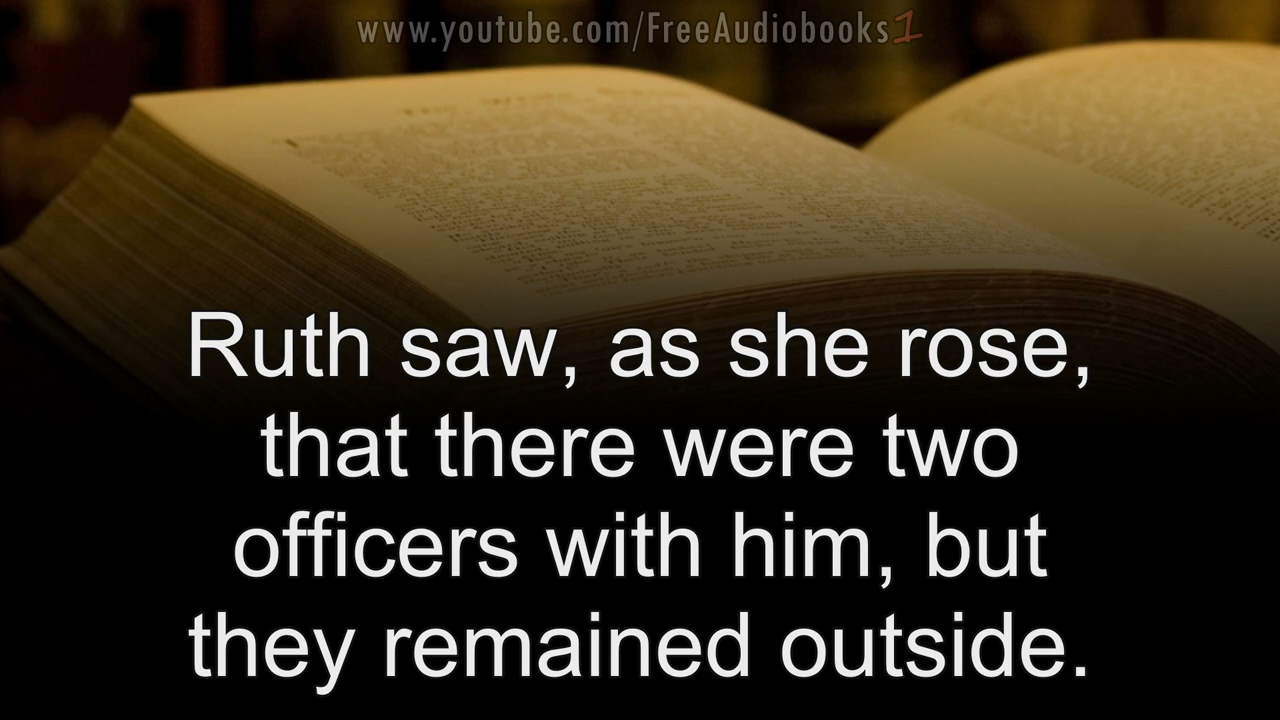 www.youtube.com/FreeAudiobooks1
Ruth saw, as she rose,
that there were two
officers with him, but
they remained outside.